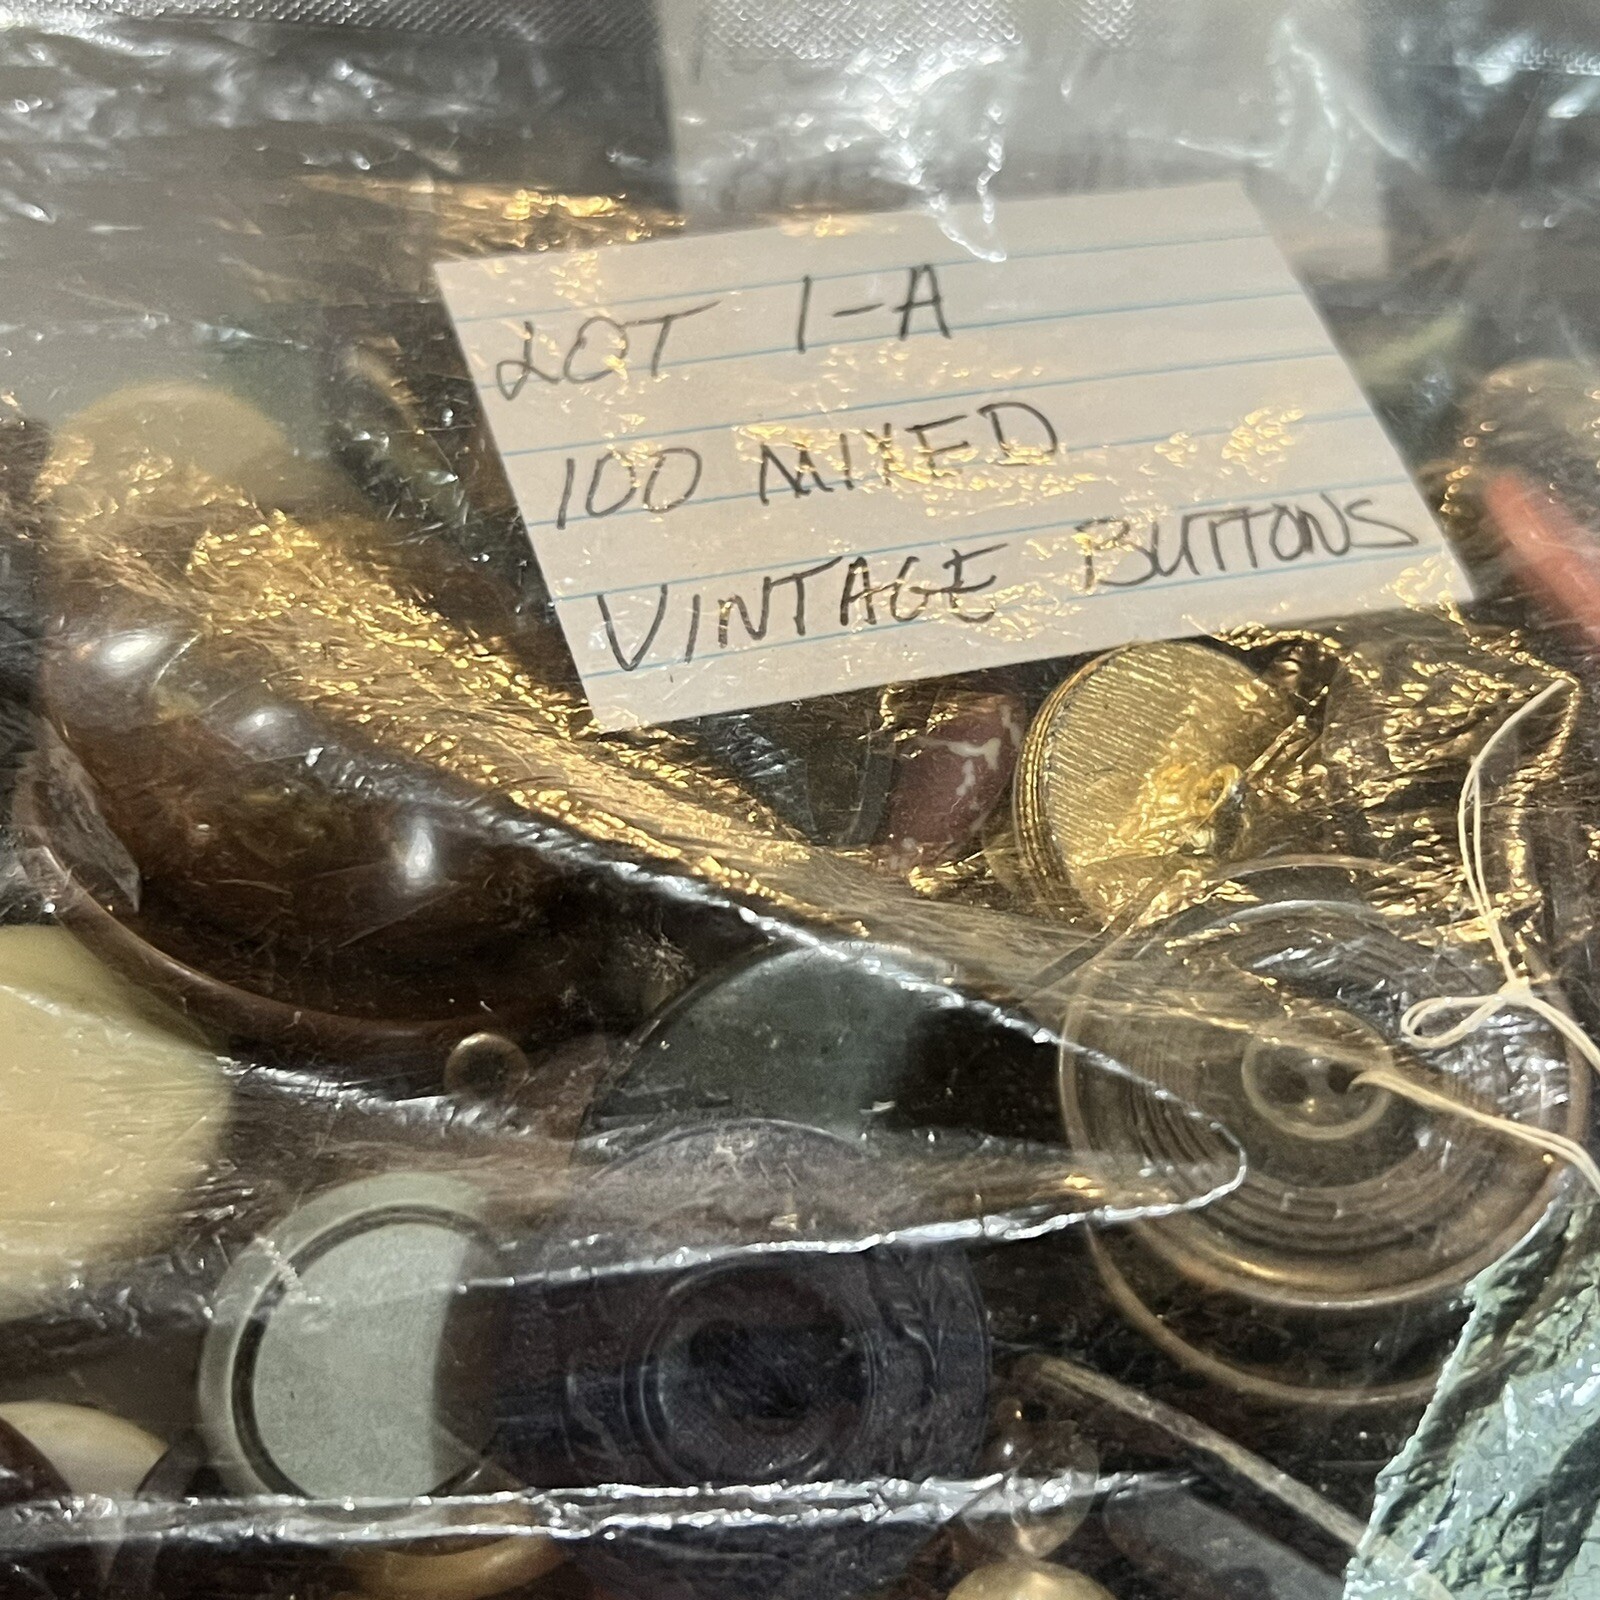 LOT 1-A
100 MIXED
VINTAGE BUTTONS